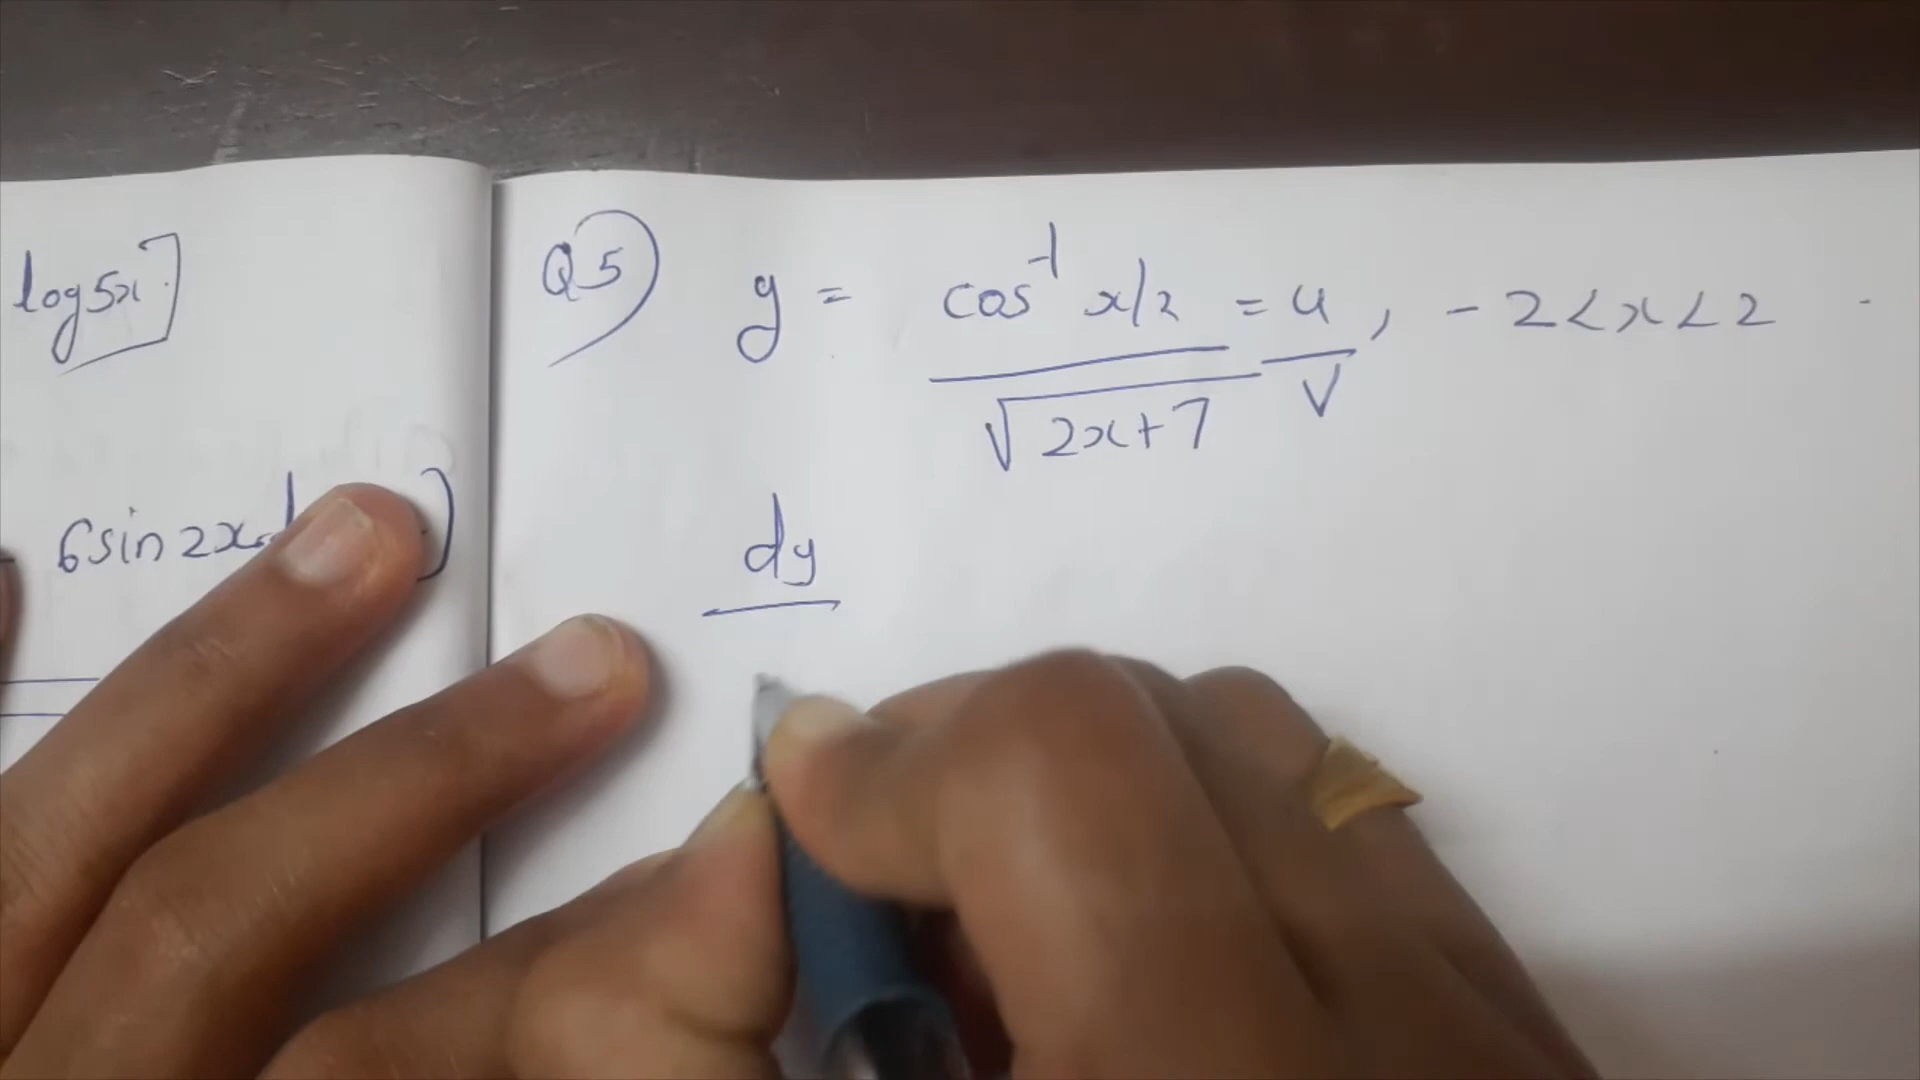 log5x]
6sin2x
Q5) y = cos⁻¹ x/2 = u, -2<x<2
√2x+7 v
dy